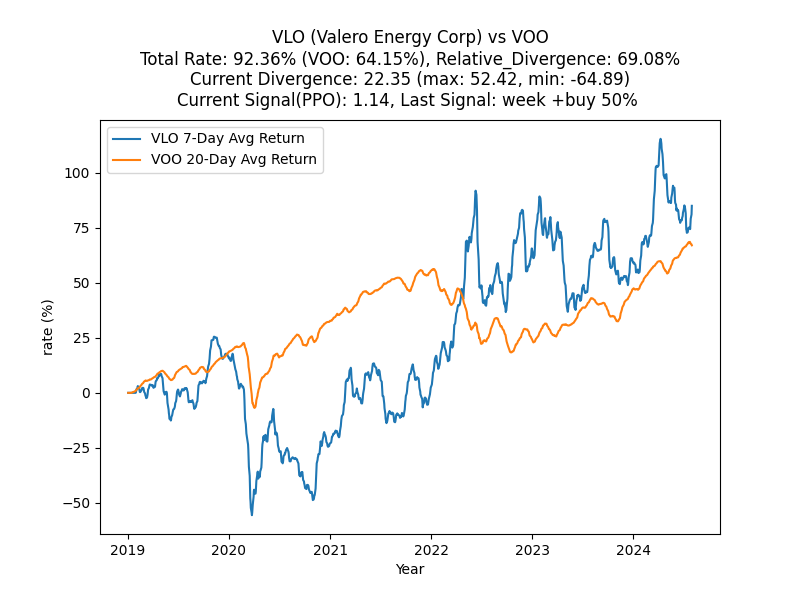 VLO (Valero Energy Corp) vs VOO
Total Rate: 92.36% (VOO: 64.15%), Relative_Divergence: 69.08%
Current Divergence: 22.35 (max: 52.42, min: -64.89)
Current Signal(PPO): 1.14, Last Signal: week +buy 50%
VLO 7-Day Avg Return
VOO 20-Day Avg Return
100
75
50
25
0
−25
−50
rate (%)
2019 2020 2021 2022 2023 2024
Year